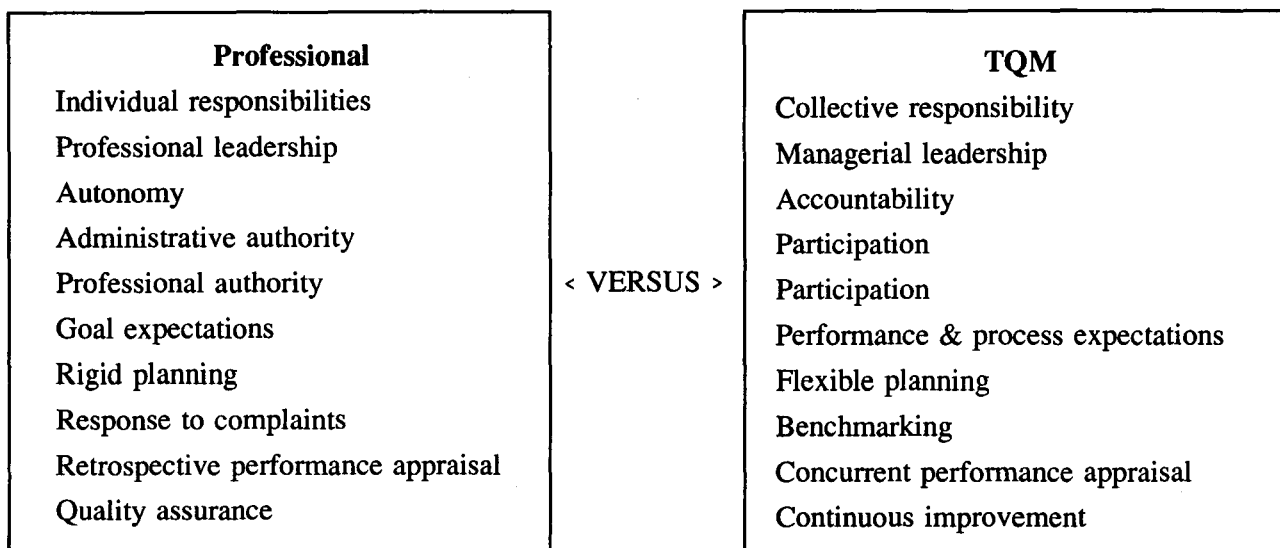 Professional
Individual responsibilities
Professional leadership
Autonomy
Administrative authority
Professional authority
Goal expectations
Rigid planning
Response to complaints
Retrospective performance appraisal
Quality assurance
< VERSUS >
TQM
Collective responsibility
Managerial leadership
Accountability
Participation
Participation
Performance & process expectations
Flexible planning
Benchmarking
Concurrent performance appraisal
Continuous improvement